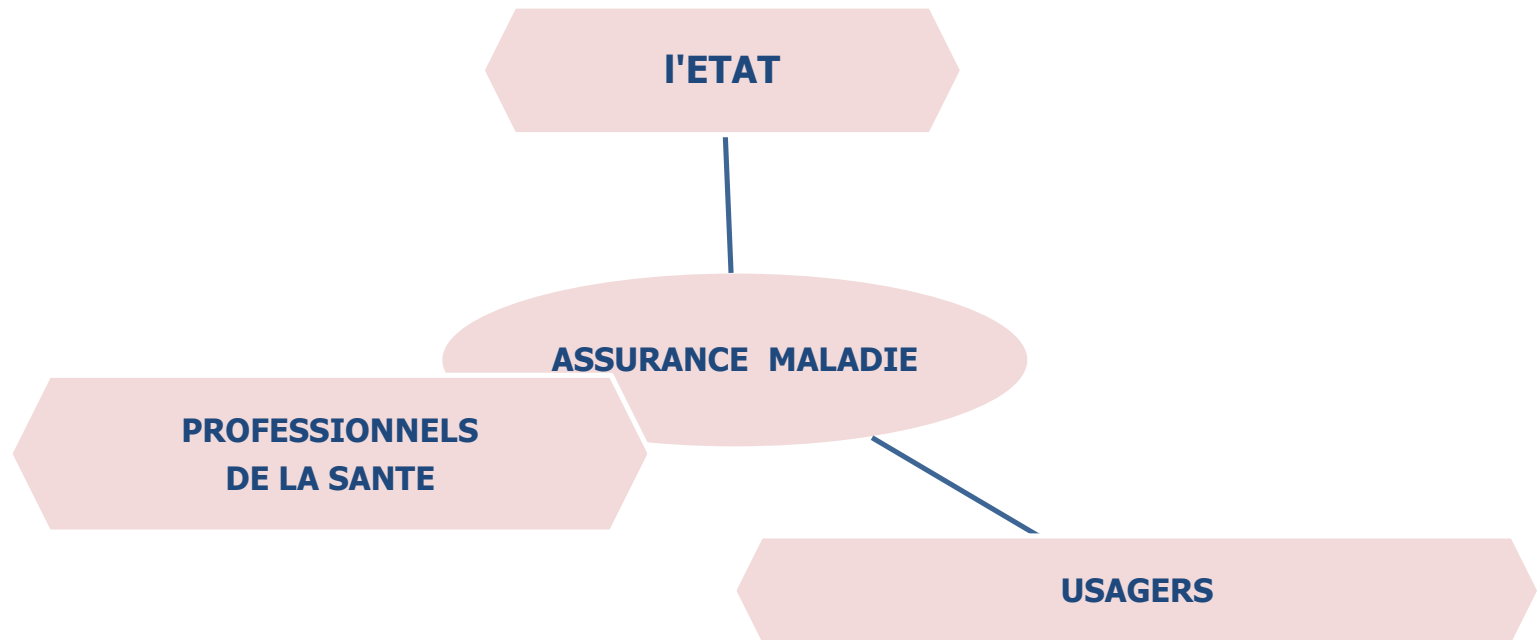 l'ETAT
ASSURANCE MALADIE
PROFESSIONNELS
DE LA SANTE
USAGERS